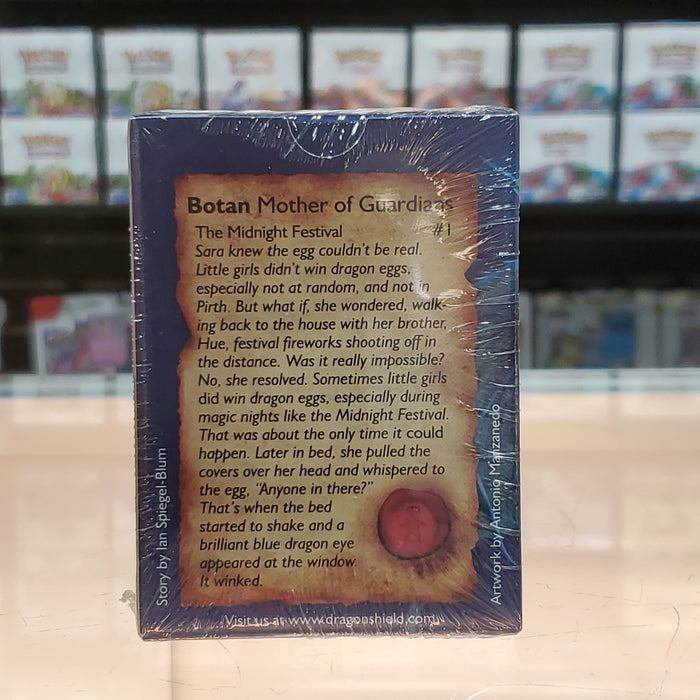 Botan Mother of Guardians
The Midnight Festival #1
Sara knew the egg couldn't be real.
Little girls didn't win dragon eggs,
especially not at random, and not in
Pirth. But what if, she wondered, walk-
ing back to the house with her brother,
Hue, festival fireworks shooting off in
the distance. Was it really impossible?
No, she resolved. Sometimes little girls
did win dragon eggs, especially during
magic nights like the Midnight Festival.
That was about the only time it could
happen. Later in bed, she pulled the
covers over her head and whispered to
the egg, "Anyone in there?"
That's when the bed
started to shake and a
brilliant blue dragon eye
appeared at the window.
It winked.
Story by Ian Spiegel-Blum
Artwork by Antonio Manzanedo
Visit us at www.dragonshield.com